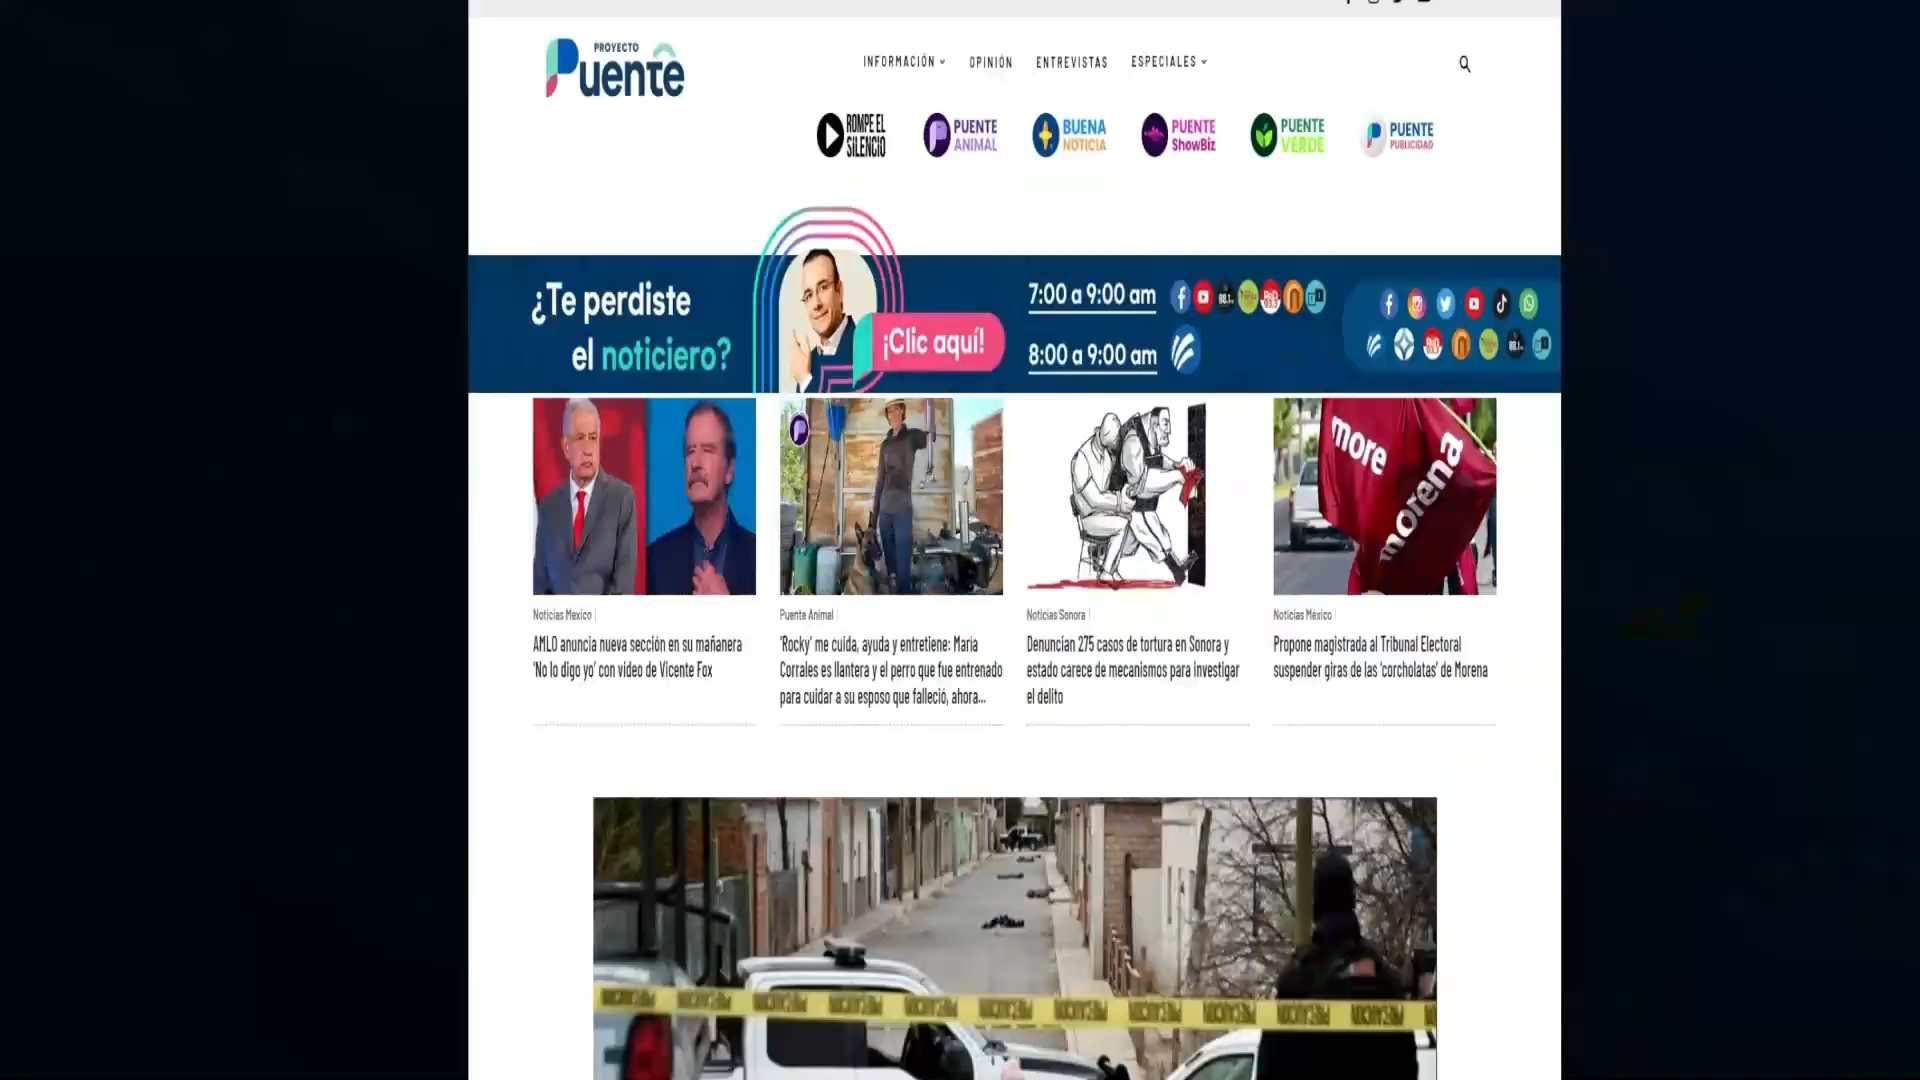 PROYECTO
Puente
INFORMACIÓN
OPINIÓN
ENTREVISTAS
ESPECIALES
ROMPE EL
SILENCIO
PUENTE
ANIMAL
BUENA
NOTICIA
PUENTE
ShowBiz
PUENTE
VERDE
PUENTE
PUBLICIDAD
¿Te perdiste
el noticiero?
¡Clic aquí!
7:00 a 9:00 am
8:00 a 9:00 am
more
morena
Noticias Mexico
AMLO anuncia nueva sección en su mañanera
'No lo digo yo' con video de Vicente Fox
Puente Animal
'Rocky' me cuida, ayuda y entretiene: María
Corrales es llantera y el perro que fue entrenado
para cuidar a su esposo que falleció, ahora...
Noticias Sonora
Denuncian 275 casos de tortura en Sonora y
estado carece de mecanismos para investigar
el delito
Noticias México
Propone magistrada al Tribunal Electoral
suspender giras de las 'corcholatas' de Morena